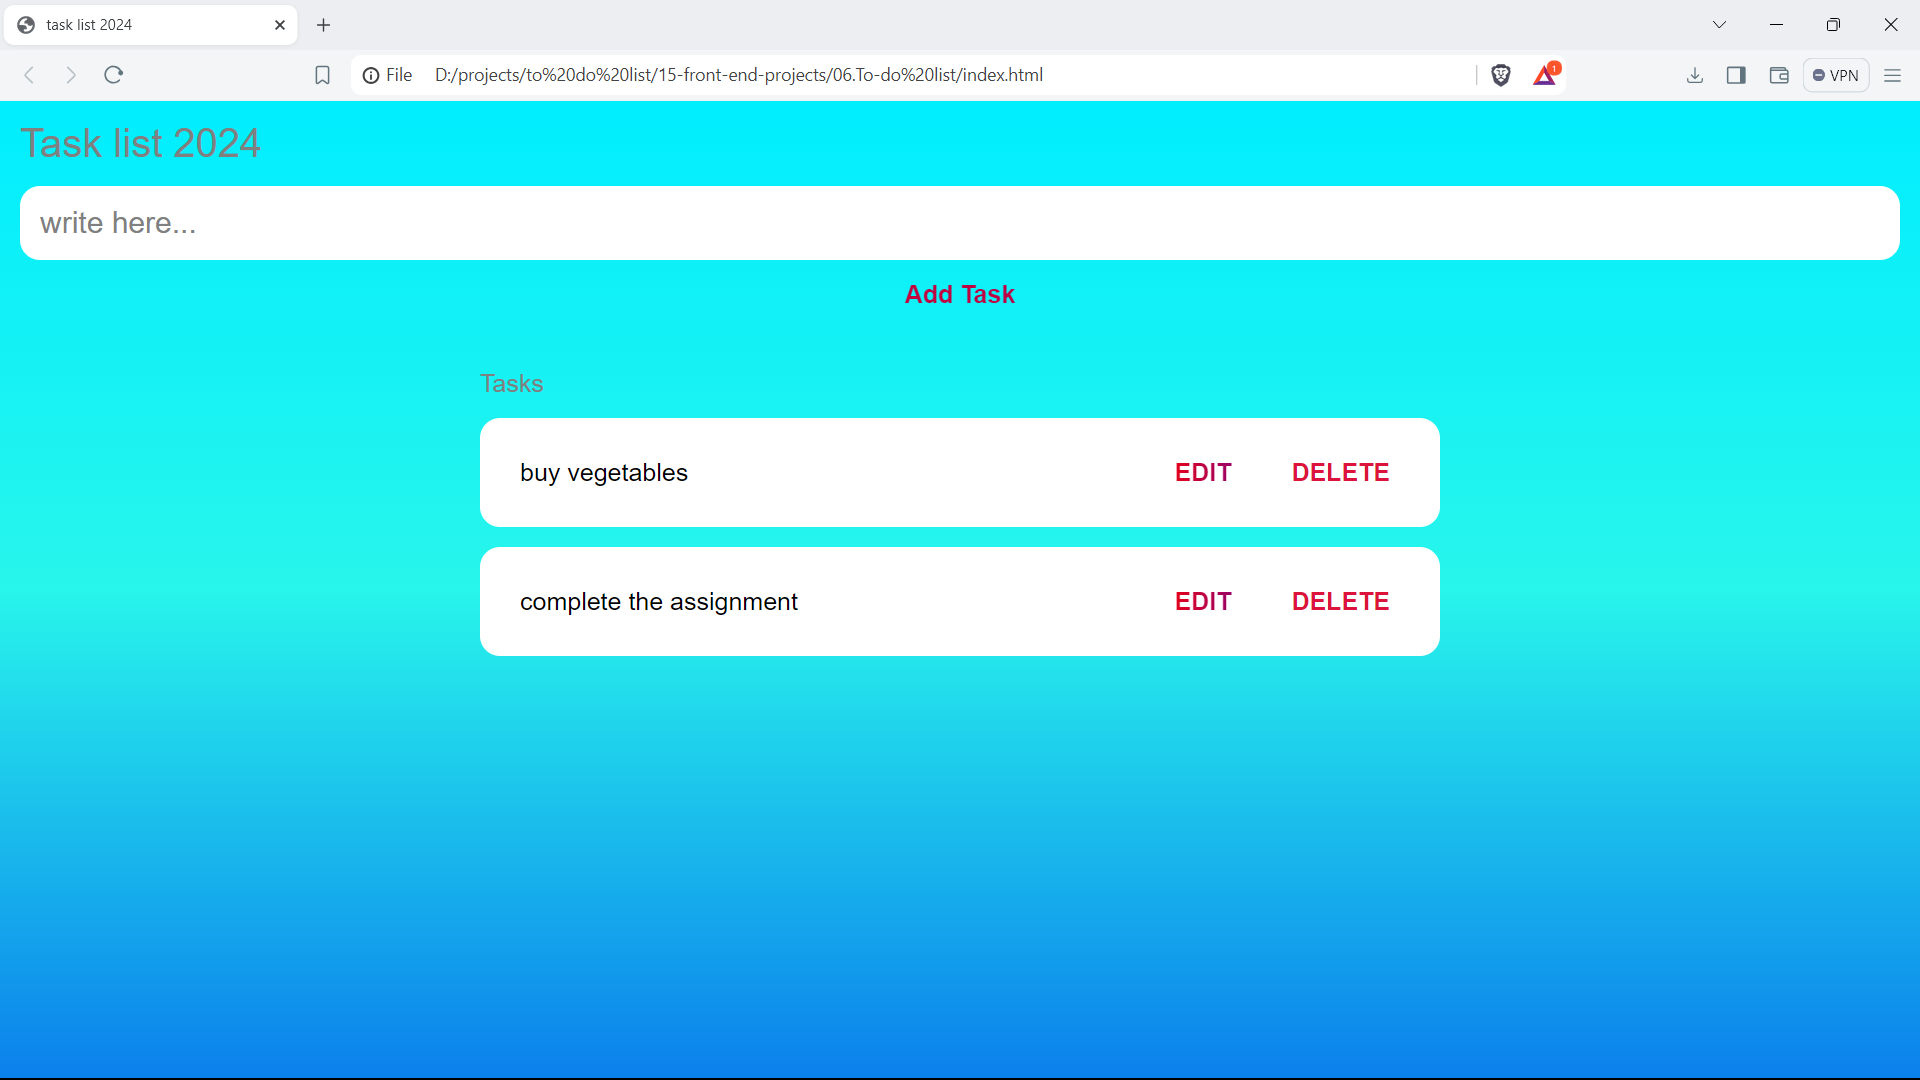 task list 2024
File D:/projects/to%20do%20list/15-front-end-projects/06.To-do%20list/index.html
1
VPN
Task list 2024
write here...
Add Task
Tasks
buy vegetables EDIT DELETE
complete the assignment EDIT DELETE